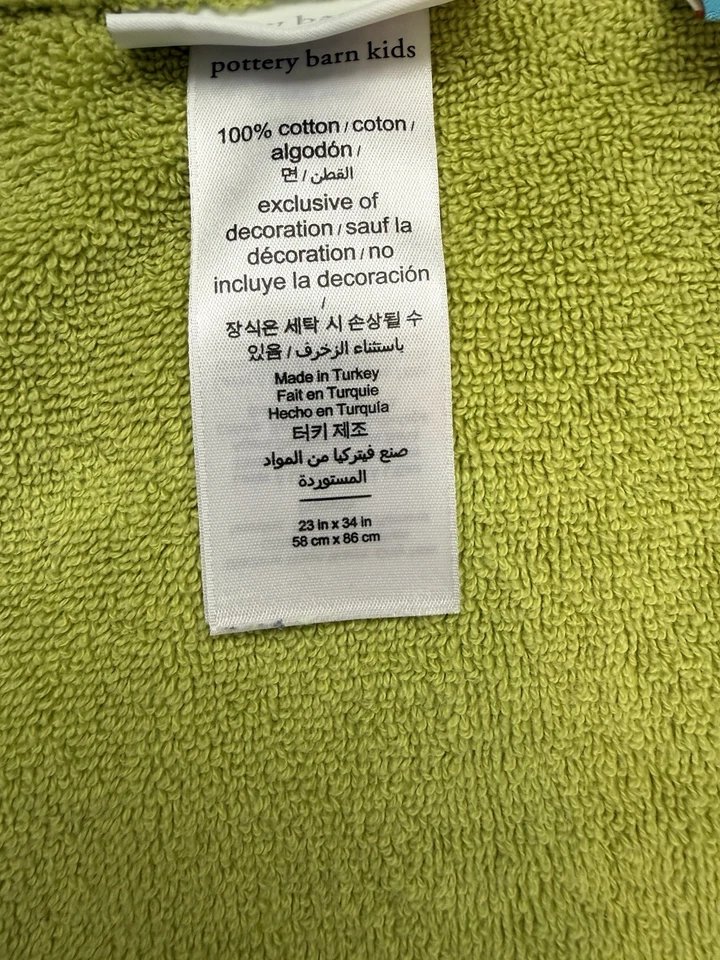 pottery barn kids
100% cotton / coton /
algodón /
면 / القطن
exclusive of
decoration / sauf la
décoration / no
incluye la decoración
/
장식은 세탁 시 손상될 수
있음 / باستثناء الزخرف
Made in Turkey
Fait en Turquie
Hecho en Turquía
터키 제조
صنع فيتركيا من المواد
المستوردة
23 in x 34 in
58 cm x 86 cm